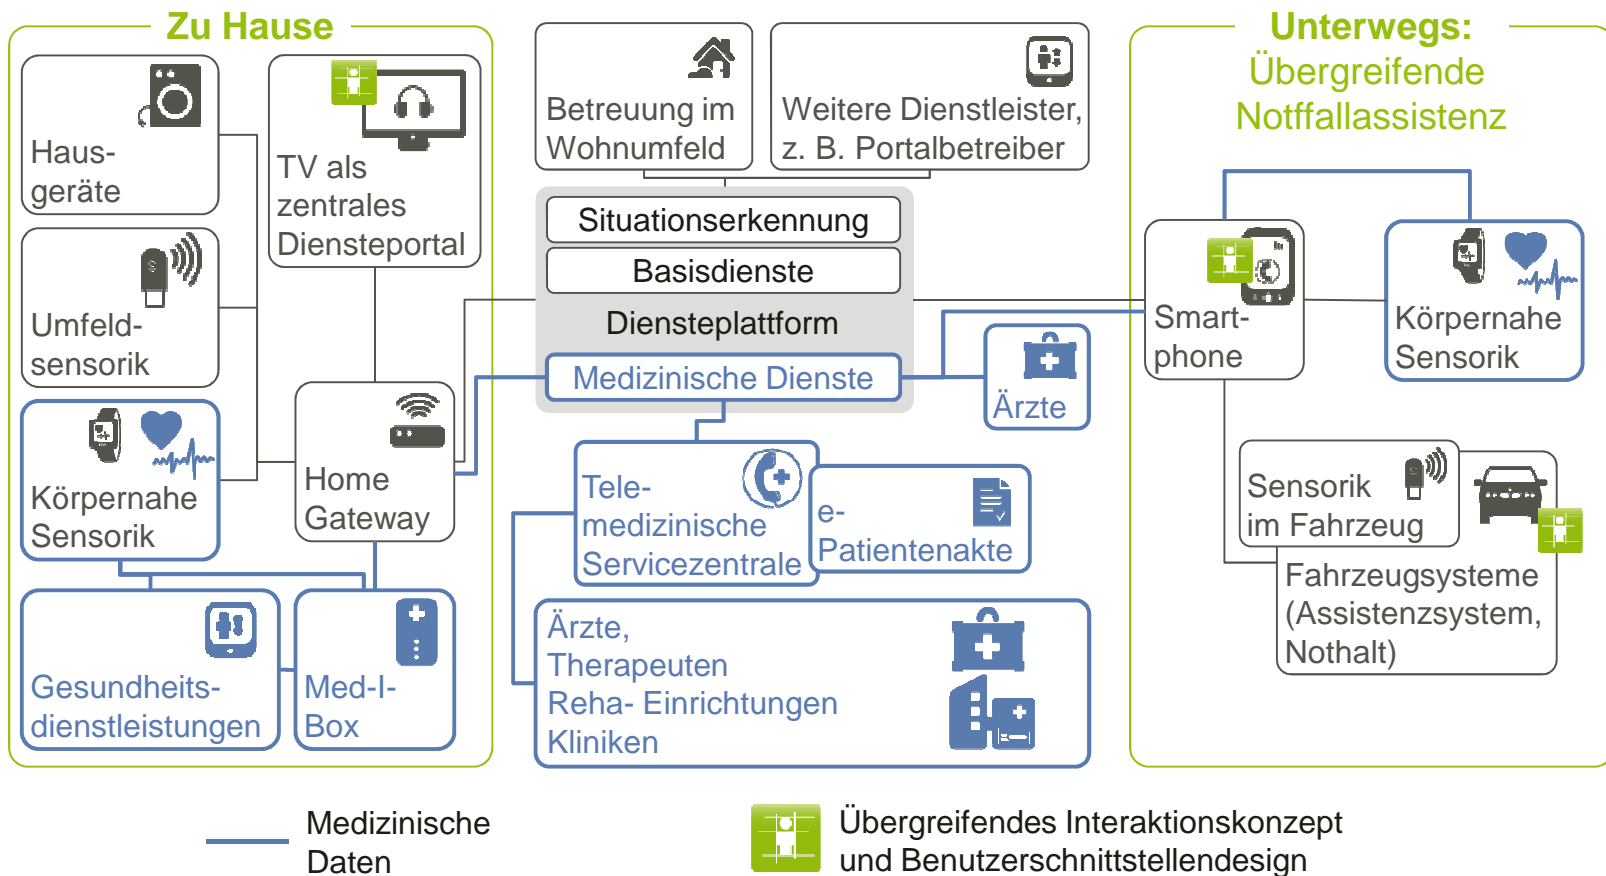 Zu Hause
Haus-
geräte
TV als
zentrales
Diensteportal
Umfeld-
sensorik
Körpernahe
Sensorik
Home
Gateway
Gesundheits-
dienstleistungen
Med-I-
Box
Betreuung im
Wohnumfeld
Weitere Dienstleister,
z. B. Portalbetreiber
Situationserkennung
Basisdienste
Diensteplattform
Medizinische Dienste
Ärzte
Tele-
medizinische
Servicezentrale
e-
Patientenakte
Ärzte,
Therapeuten
Reha- Einrichtungen
Kliniken
Unterwegs:
Übergreifende
Notffallassistenz
Smart-
phone
Körpernahe
Sensorik
Sensorik
im Fahrzeug
Fahrzeugsysteme
(Assistenzsystem,
Nothalt)
Medizinische
Daten
Übergreifendes Interaktionskonzept
und Benutzerschnittstellendesign